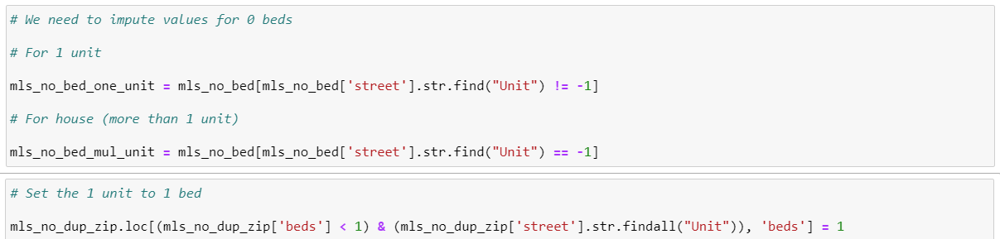 # We need to impute values for 0 beds
# For 1 unit
mls_no_bed_one_unit = mls_no_bed[mls_no_bed['street'].str.find("Unit") != -1]
# For house (more than 1 unit)
mls_no_bed_mul_unit = mls_no_bed[mls_no_bed['street'].str.find("Unit") == -1]
# Set the 1 unit to 1 bed
mls_no_dup_zip.loc[(mls_no_dup_zip['beds'] < 1) & (mls_no_dup_zip['street'].str.findall("Unit")), 'beds'] = 1